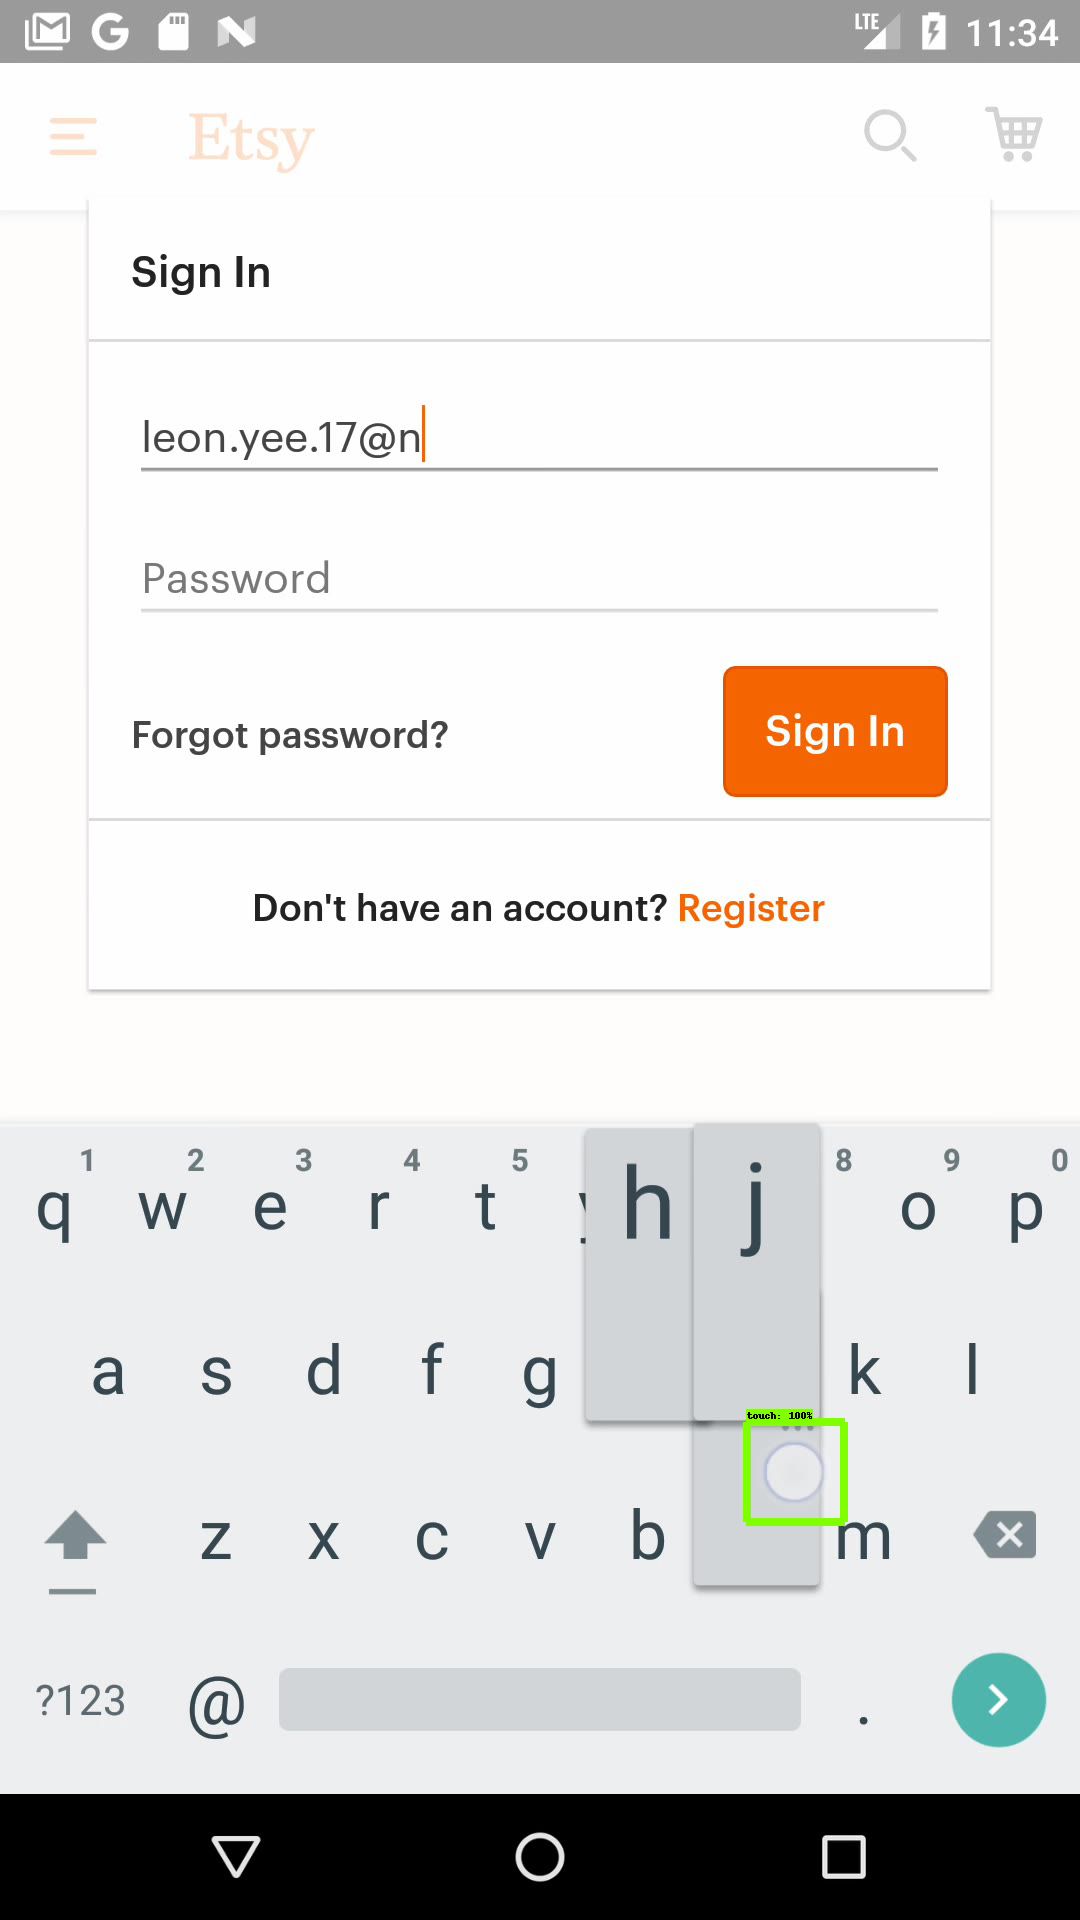 LTE 11:34
Etsy
Sign In
leon.yee.17@n
Password
Forgot password?
Sign In
Don't have an account? Register
1 2 3 4 5 8 9 0
q w e r t h j o p
a s d f g k l
touch: 100%
z x c v b m
?123 @ .